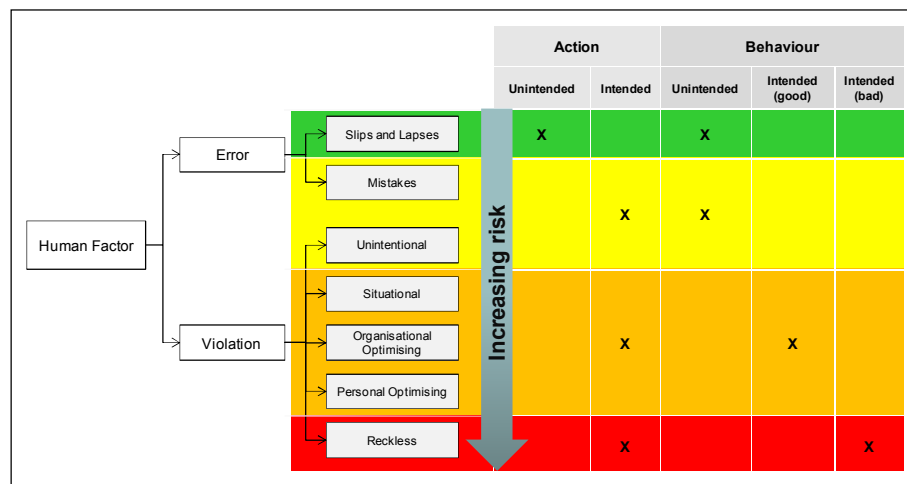 Action
Behaviour
Unintended
Intended
Unintended
Intended
(good)
Intended
(bad)
Slips and Lapses
X
X
Error
Mistakes
X
X
Human Factor
Unintentional
Increasing risk
Situational
Violation
Organisational
Optimising
X
X
Personal Optimising
Reckless
X
X